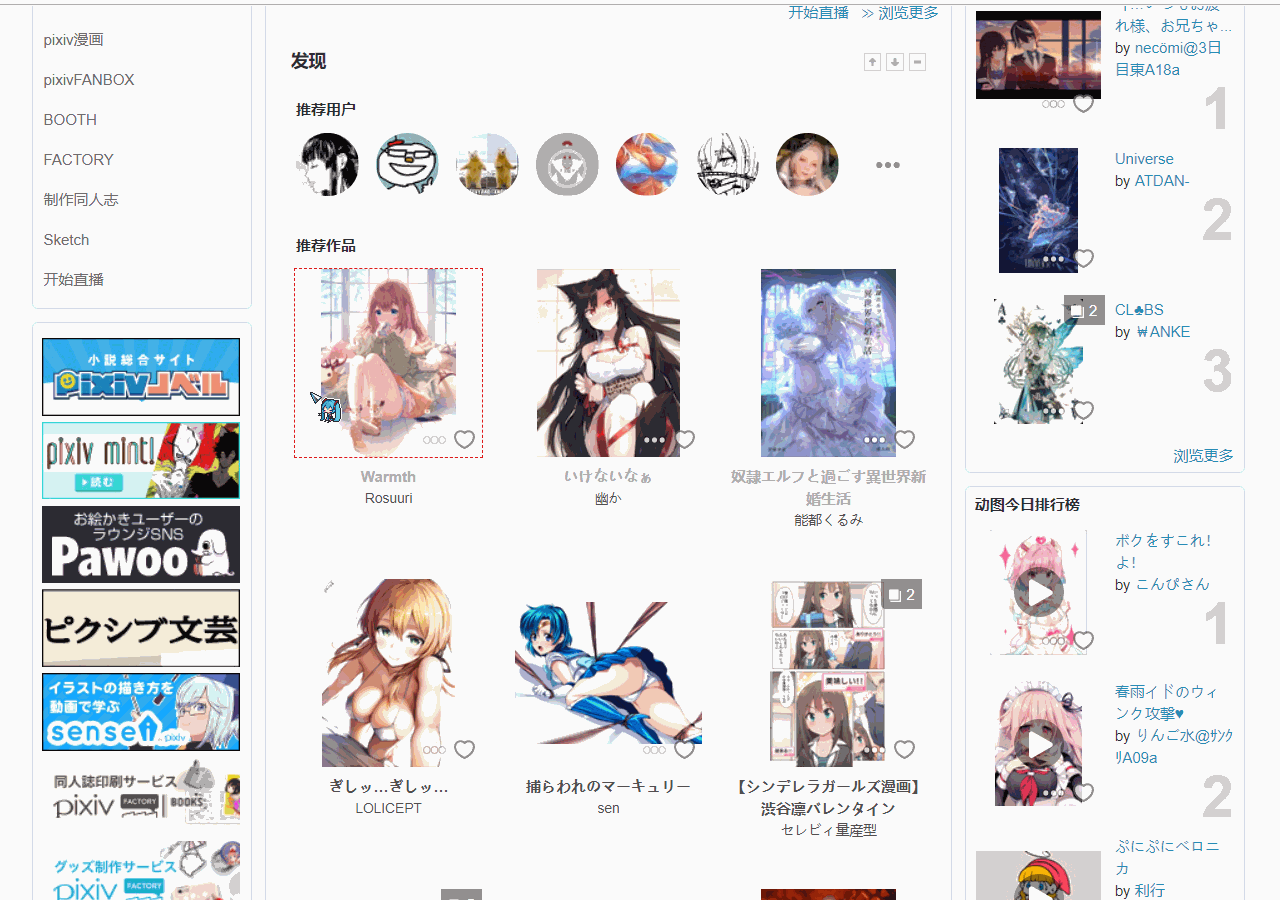 pixiv漫画
pixivFANBOX
BOOTH
FACTORY
制作同人志
Sketch
开始直播
小説総合サイト
pixivノベル
pixiv mint!
読む
お絵かきユーザーの
ラウンジSNS
Pawoo
ピクシブ文芸
イラストの描き方を
動画で学ぶ
sensei by pixiv
同人誌印刷サービス
pixiv FACTORY BOOKS
グッズ制作サービス
pixiv FACTORY
开始直播 ≫ 浏览更多
发现
推荐用户
推荐作品
Warmth
Rosuuri
いけないなぁ
幽か
奴隷エルフと過ごす異世界新
婚生活
能都くるみ
ぎしッ…ぎしッ…
LOLICEPT
捕らわれのマーキュリー
sen
2
【シンデレラガールズ漫画】
渋谷凛バレンタイン
セレビィ量産型
れ様、お兄ちゃ...
by necömi@3日
目東A18a
1
Universe
by ATDAN-
2
2
CL♣BS
by ₩ANKE
3
浏览更多
动图今日排行榜
ボクをすこれ！
よ！
by こんぴさん
1
春雨イドのウィ
ンク攻撃♥
by りんご水@ｻﾝｸ
ﾘA09a
2
ぷにぷにベロニ
カ
by 利行